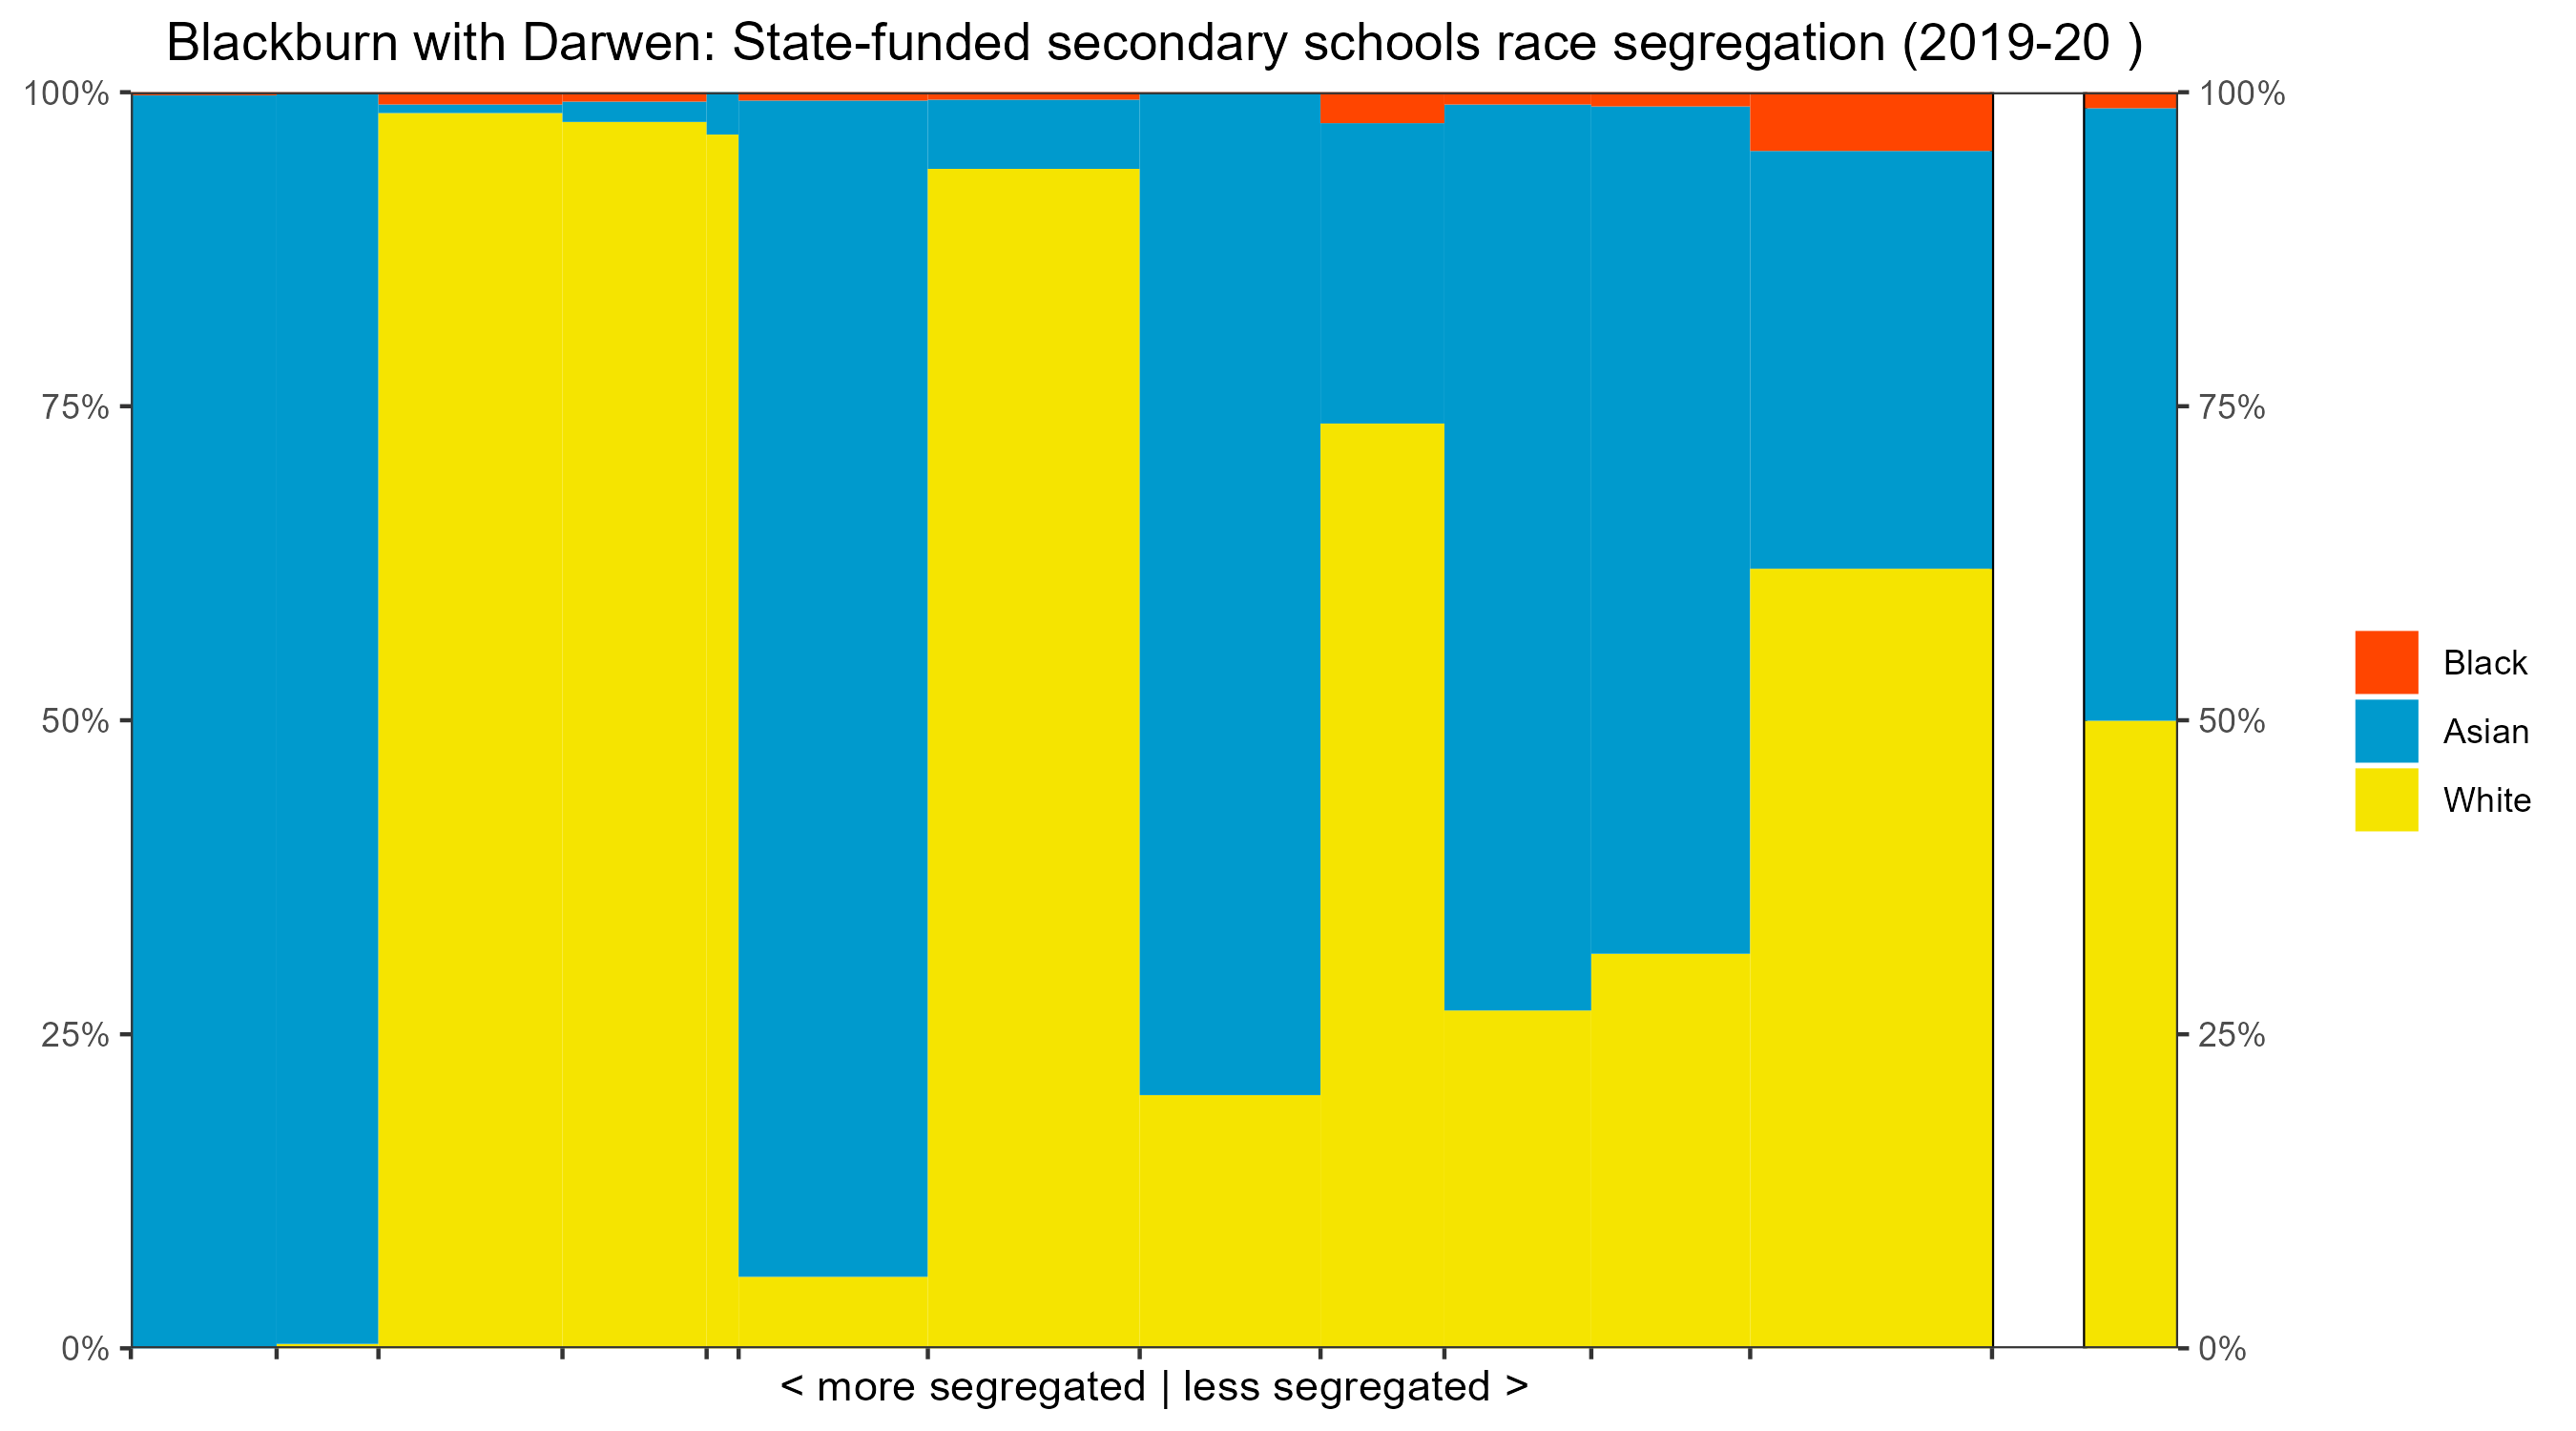 Blackburn with Darwen: State-funded secondary schools race segregation (2019-20 )
100%
75%
50%
25%
0%
100%
75%
50%
25%
0%
Black
Asian
White
< more segregated | less segregated >